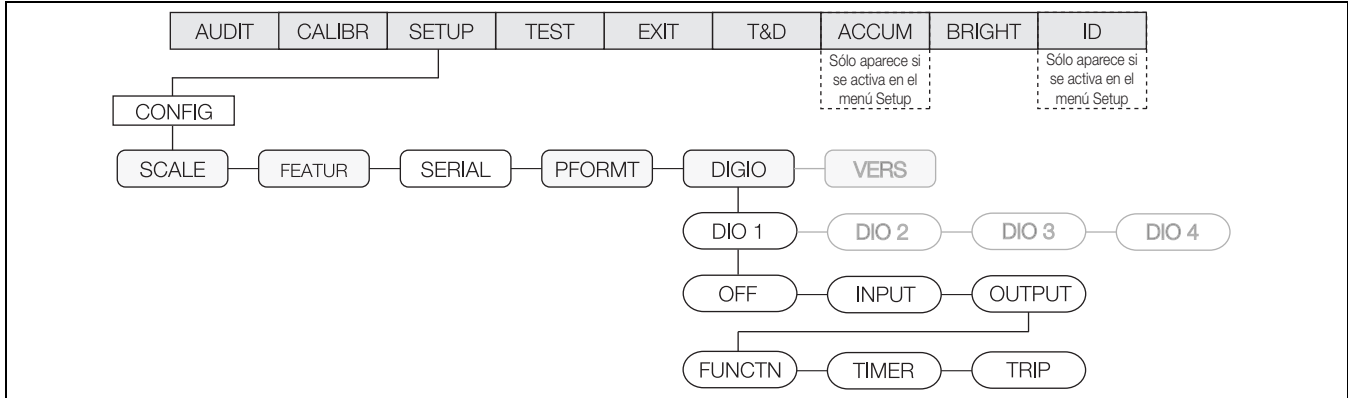 AUDIT CALIBR SETUP TEST EXIT T&D ACCUM BRIGHT ID
Sólo aparece si
se activa en el
menú Setup
Sólo aparece si
se activa en el
menú Setup
CONFIG
SCALE FEATUR SERIAL PFORMT DIGIO VERS
DIO 1 DIO 2 DIO 3 DIO 4
OFF INPUT OUTPUT
FUNCTN TIMER TRIP